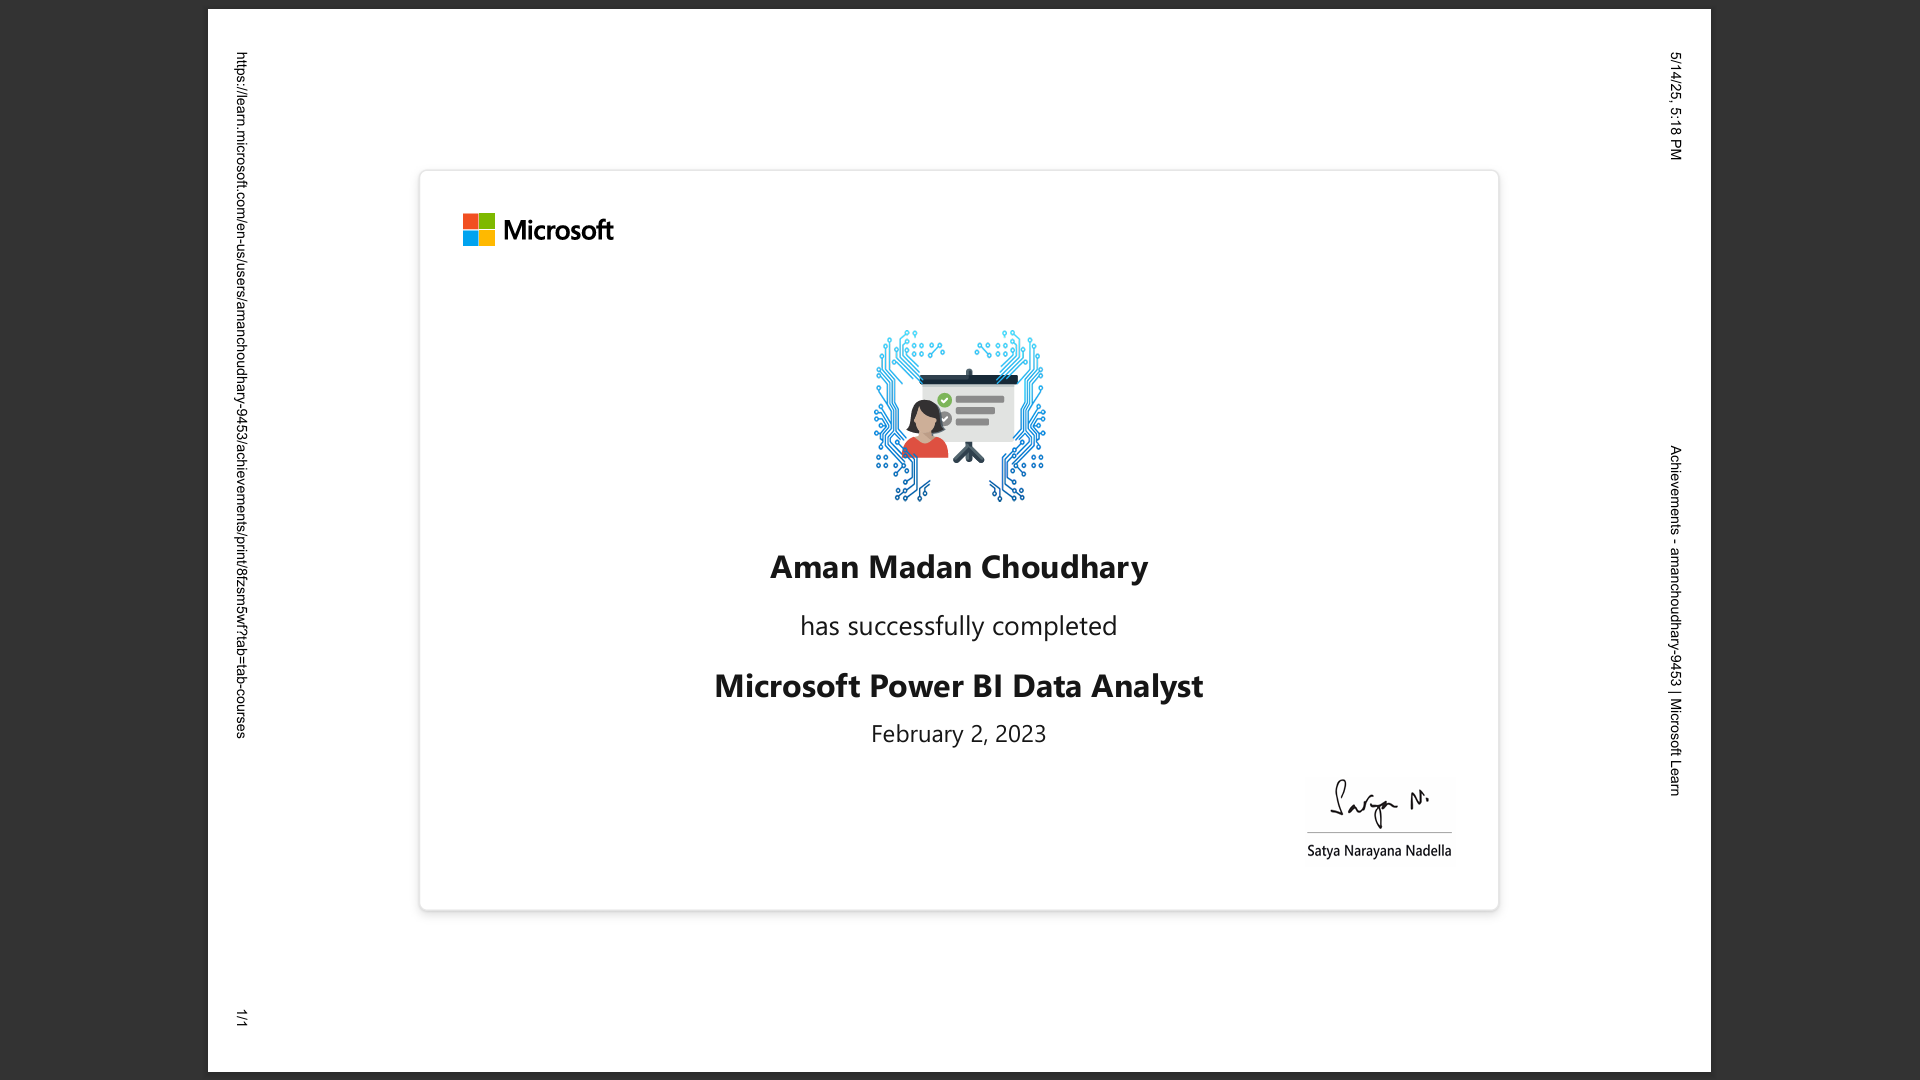 5/14/25, 5:18 PM
Achievements - amanchoudhary-9453 | Microsoft Learn
Microsoft
Aman Madan Choudhary
has successfully completed
Microsoft Power BI Data Analyst
February 2, 2023
Satya N.
Satya Narayana Nadella
https://learn.microsoft.com/en-us/users/amanchoudhary-9453/achievements/print/8fzsm5wf?tab=tab-courses
1/1